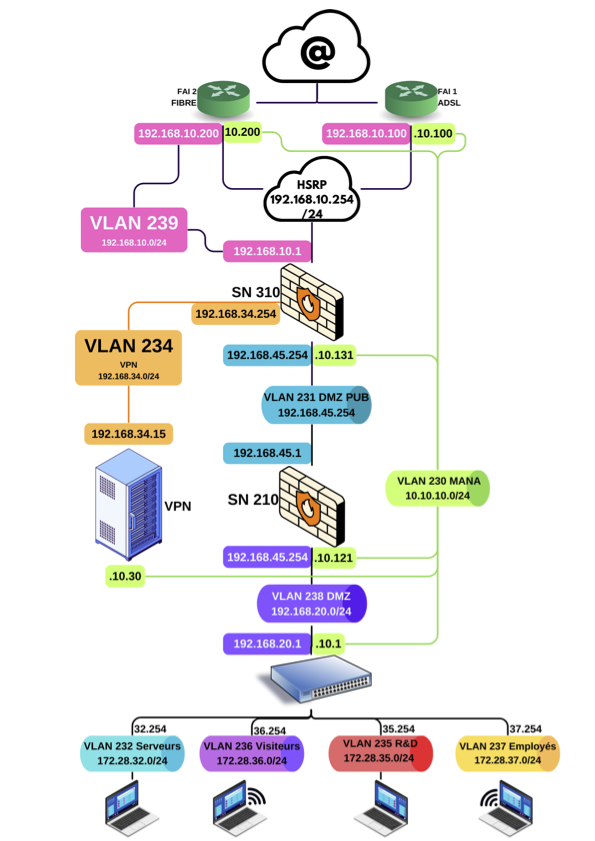 @
FAI 2
FIBRE
FAI 1
ADSL
192.168.10.200
10.200
192.168.10.100
.10.100
HSRP
192.168.10.254
/24
VLAN 239
192.168.10.0/24
192.168.10.1
SN 310
192.168.34.254
VLAN 234
VPN
192.168.34.0/24
192.168.45.254
.10.131
VLAN 231 DMZ PUB
192.168.45.254
192.168.34.15
192.168.45.1
VPN
SN 210
VLAN 230 MANA
10.10.10.0/24
192.168.45.254
.10.121
.10.30
VLAN 238 DMZ
192.168.20.0/24
192.168.20.1
.10.1
32.254
36.254
35.254
37.254
VLAN 232 Serveurs
172.28.32.0/24
VLAN 236 Visiteurs
172.28.36.0/24
VLAN 235 R&D
172.28.35.0/24
VLAN 237 Employés
172.28.37.0/24